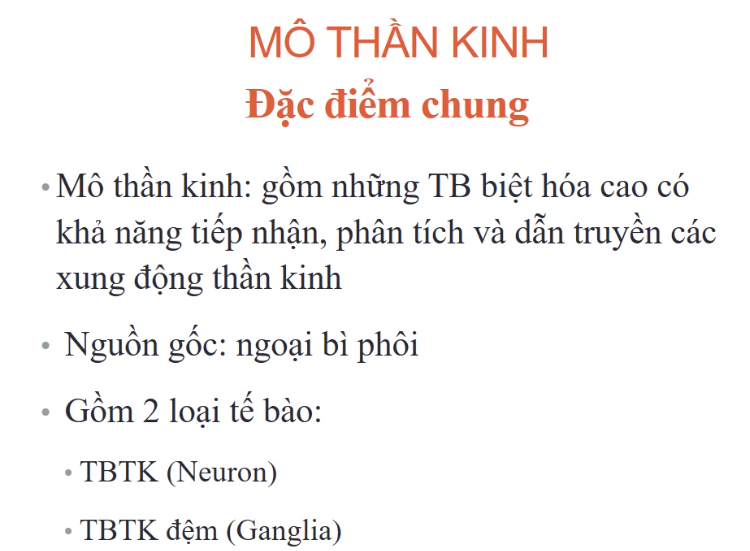 MÔ THẦN KINH
Đặc điểm chung
• Mô thần kinh: gồm những TB biệt hóa cao có
khả năng tiếp nhận, phân tích và dẫn truyền các
xung động thần kinh
• Nguồn gốc: ngoại bì phôi
• Gồm 2 loại tế bào:
• TBTK (Neuron)
• TBTK đệm (Ganglia)